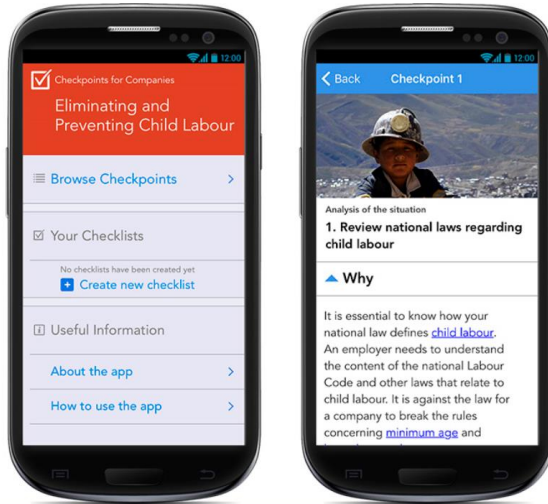 12:00
Checkpoints for Companies
Eliminating and
Preventing Child Labour
Browse Checkpoints
Your Checklists
No checklists have been created yet
Create new checklist
Useful Information
About the app
How to use the app
12:00
Back Checkpoint 1
Analysis of the situation
1. Review national laws regarding
child labour
Why
It is essential to know how your
national law defines child labour.
An employer needs to understand
the content of the national Labour
Code and other laws that relate to
child labour. It is against the law for
a company to break the rules
concerning minimum age and